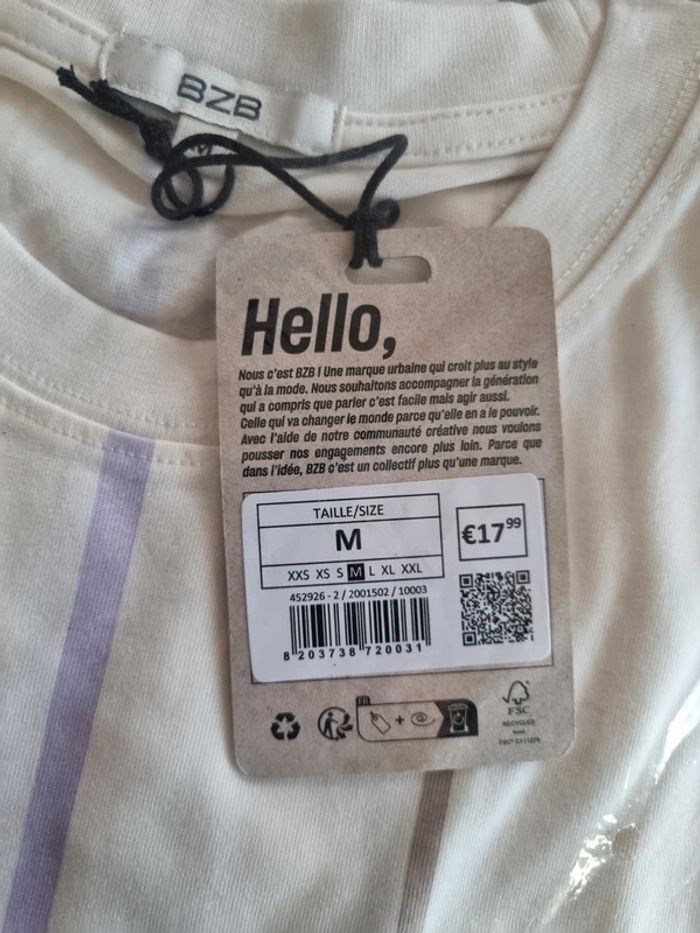 BZB
M
Hello,
Nous c'est BZB ! Une marque urbaine qui croit plus au style
qu'à la mode. Nous souhaitons accompagner la génération
qui a compris que parler c'est facile mais agir aussi.
Celle qui va changer le monde parce qu'elle en a le pouvoir.
Avec l'aide de notre communauté créative nous voulons
pousser nos engagements encore plus loin. Parce que
dans l'idée, BZB c'est un collectif plus qu'une marque.
TAILLE/SIZE
M
XXS XS S M L XL XXL
€17⁹⁹
452926 - 2 / 2001502 / 10003
8 203738 720031
FR
FSC
RECYCLED